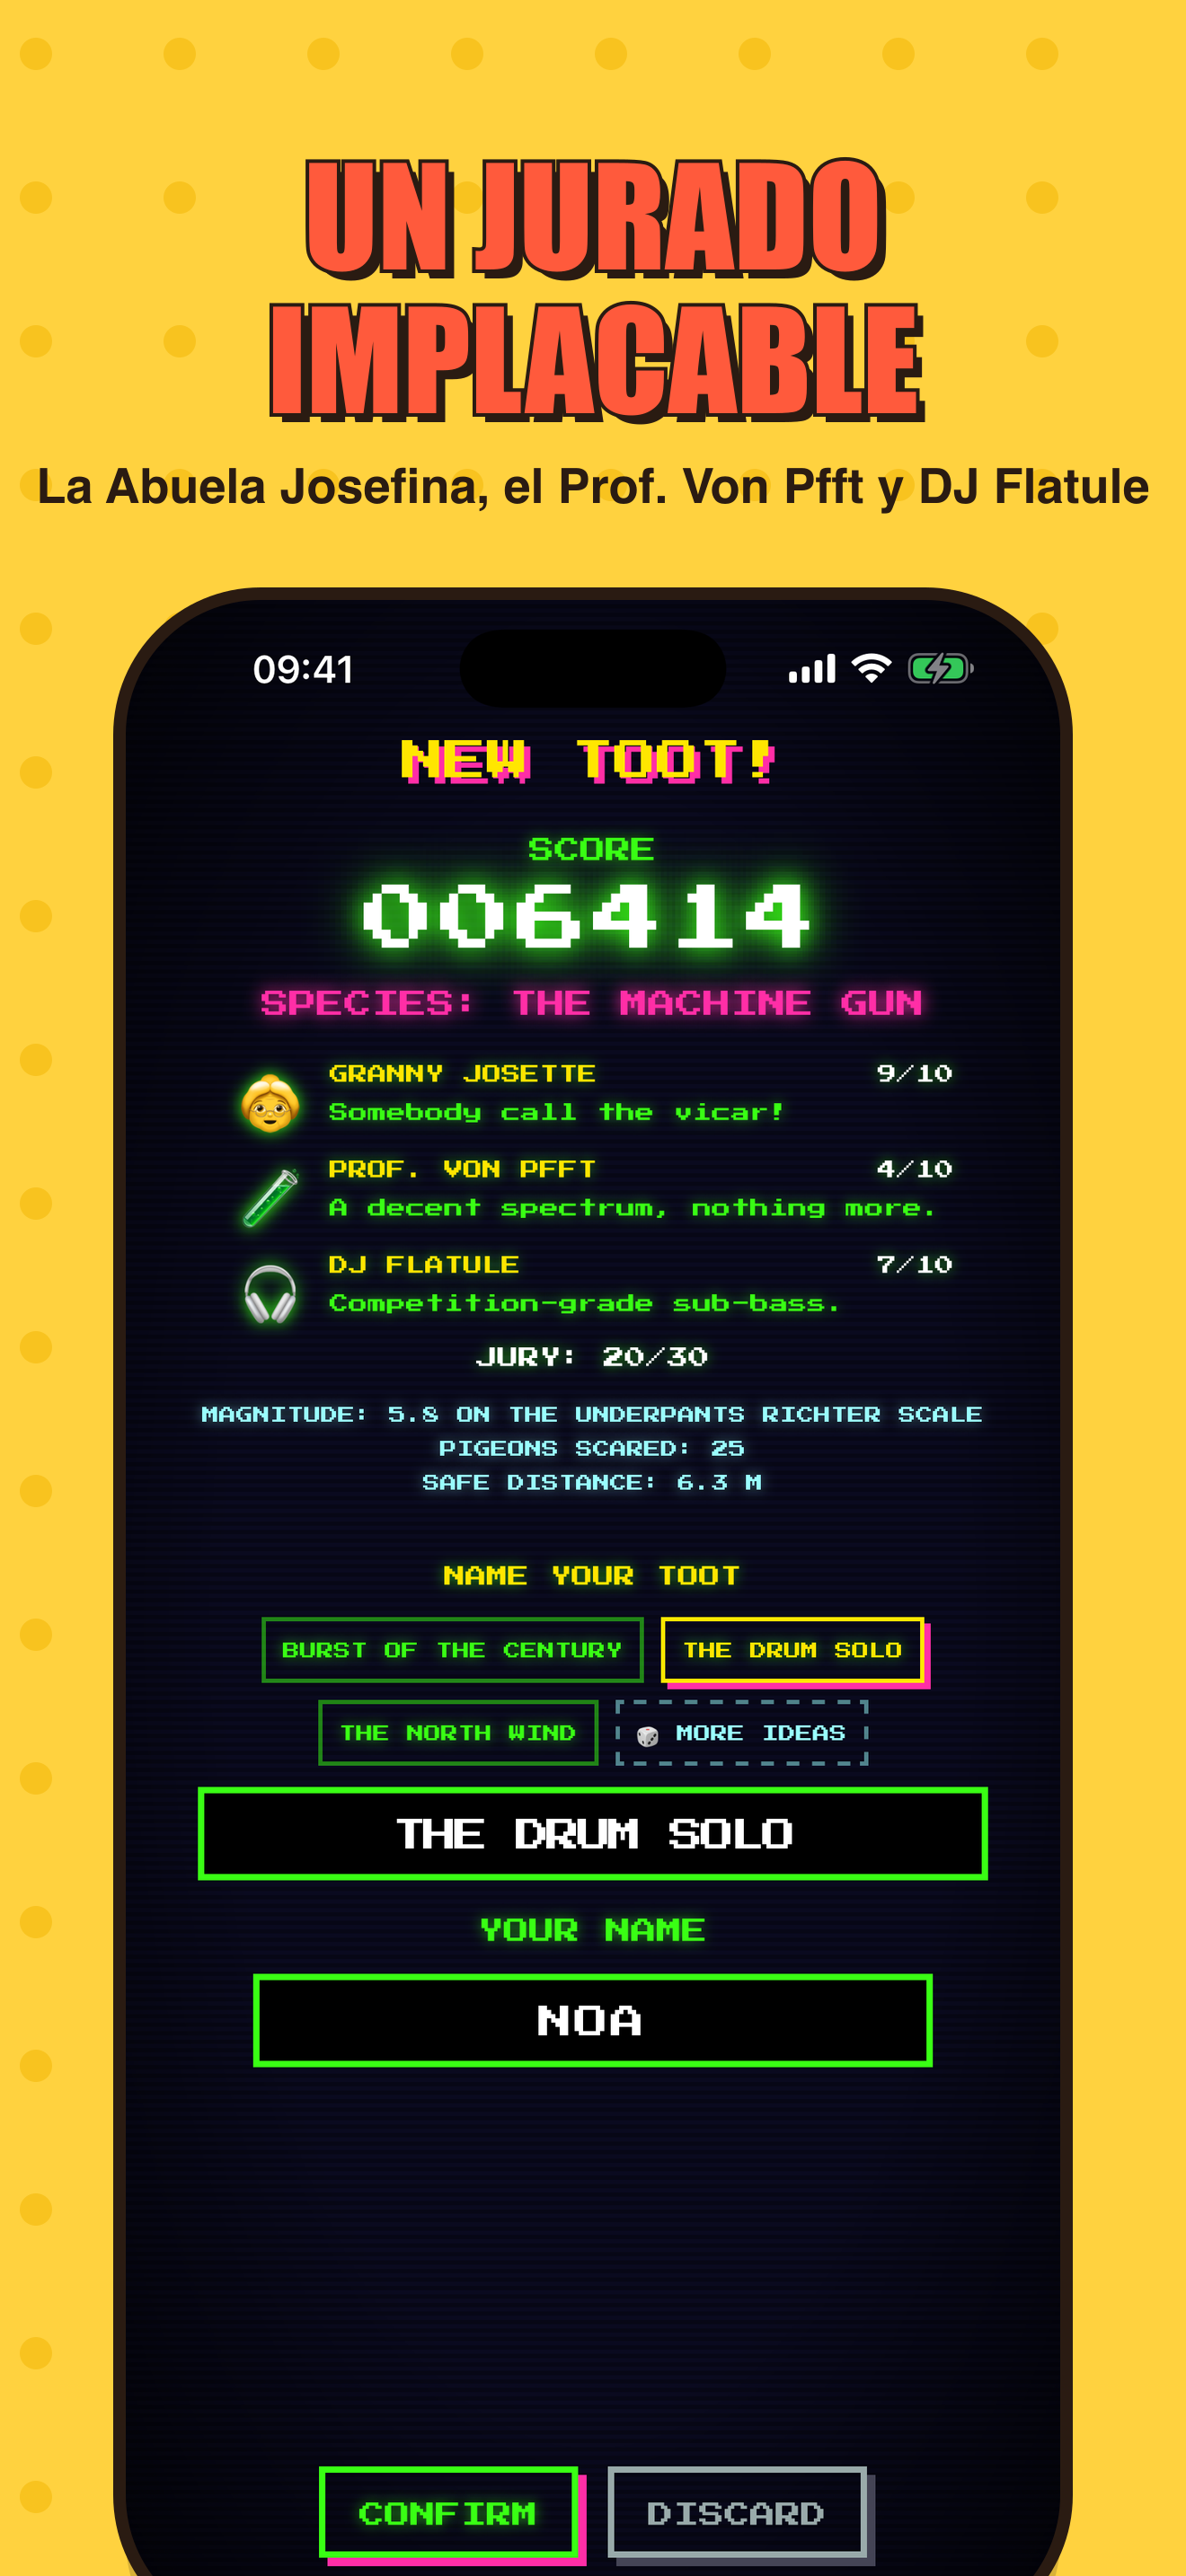 UN JURADO
IMPLACABLE
La Abuela Josefina, el Prof. Von Pfft y DJ Flatule
09:41
NEW TOOT!
SCORE
006414
SPECIES: THE MACHINE GUN
GRANNY JOSETTE 9/10
Somebody call the vicar!
PROF. VON PFFT 4/10
A decent spectrum, nothing more.
DJ FLATULE 7/10
Competition-grade sub-bass.
JURY: 20/30
MAGNITUDE: 5.8 ON THE UNDERPANTS RICHTER SCALE
PIGEONS SCARED: 25
SAFE DISTANCE: 6.3 M
NAME YOUR TOOT
BURST OF THE CENTURY THE DRUM SOLO
THE NORTH WIND MORE IDEAS
THE DRUM SOLO
YOUR NAME
NOA
CONFIRM DISCARD